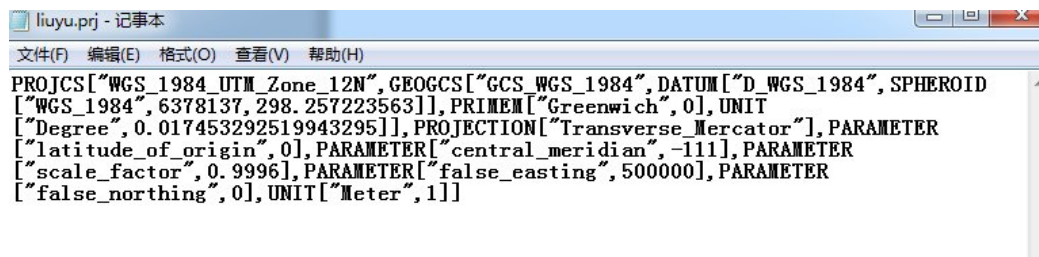 liuyu.prj - 记事本
文件(F) 编辑(E) 格式(O) 查看(V) 帮助(H)
PROJCS["WGS_1984_UTM_Zone_12N",GEOGCS["GCS_WGS_1984",DATUM["D_WGS_1984",SPHEROID
["WGS_1984",6378137,298.257223563]],PRIMEM["Greenwich",0],UNIT
["Degree",0.017453292519943295]],PROJECTION["Transverse_Mercator"],PARAMETER
["latitude_of_origin",0],PARAMETER["central_meridian",-111],PARAMETER
["scale_factor",0.9996],PARAMETER["false_easting",500000],PARAMETER
["false_northing",0],UNIT["Meter",1]]